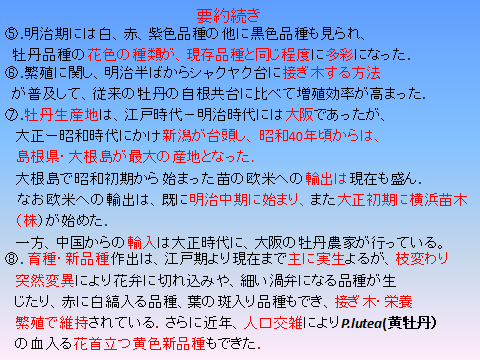 要約続き
⑤.明治期には白、赤、紫色品種の他に黒色品種も見られ、
牡丹品種の花色の種類が、現存品種と同じ程度に多彩になった.
⑥.繁殖に関し、明治半ばからシャクヤク台に接ぎ木する方法
が普及して、従来の牡丹の自根共台に比べて増殖効率が高まった.
⑦.牡丹生産地は、江戸時代－明治時代には大阪であったが、
大正－昭和時代にかけ新潟が台頭し、昭和40年頃からは、
島根県・大根島が最大の産地となった.
大根島で昭和初期から始まった苗の欧米への輸出は現在も盛ん.
なお欧米への輸出は、既に明治中期に始まり、また大正初期に横浜苗木
（株）が始めた.
一方、中国からの輸入は大正時代に、大阪の牡丹農家が行っている。
⑧.育種・新品種作出は、江戸期より現在まで主に実生よるが、枝変わり
突然変異により花弁に切れ込みや、細い渦弁になる品種が生
じたり、赤に白縞入る品種、葉の斑入り品種もでき、接ぎ木・栄養
繁殖で維持されている. さらに近年、人口交雑によりP.lutea(黄牡丹)
の血入る花首立つ黄色新品種もできた.